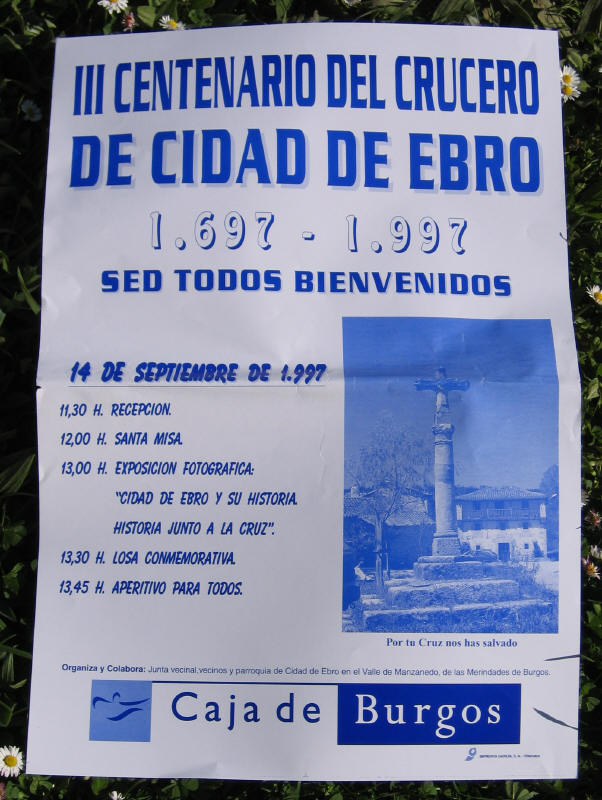 III CENTENARIO DEL CRUCERO
DE CIDAD DE EBRO
1.697 - 1.997
SED TODOS BIENVENIDOS
14 DE SEPTIEMBRE DE 1.997
11,30 H. RECEPCION.
12,00 H. SANTA MISA.
13,00 H. EXPOSICION FOTOGRAFICA:
"CIDAD DE EBRO Y SU HISTORIA.
HISTORIA JUNTO A LA CRUZ".
13,30 H. LOSA CONMEMORATIVA.
13,45 H. APERITIVO PARA TODOS.
Por tu Cruz nos has salvado
Organiza y Colabora: Junta vecinal,vecinos y parroquia de Cidad de Ebro en el Valle de Manzanedo, de las Merindades de Burgos.
Caja de Burgos